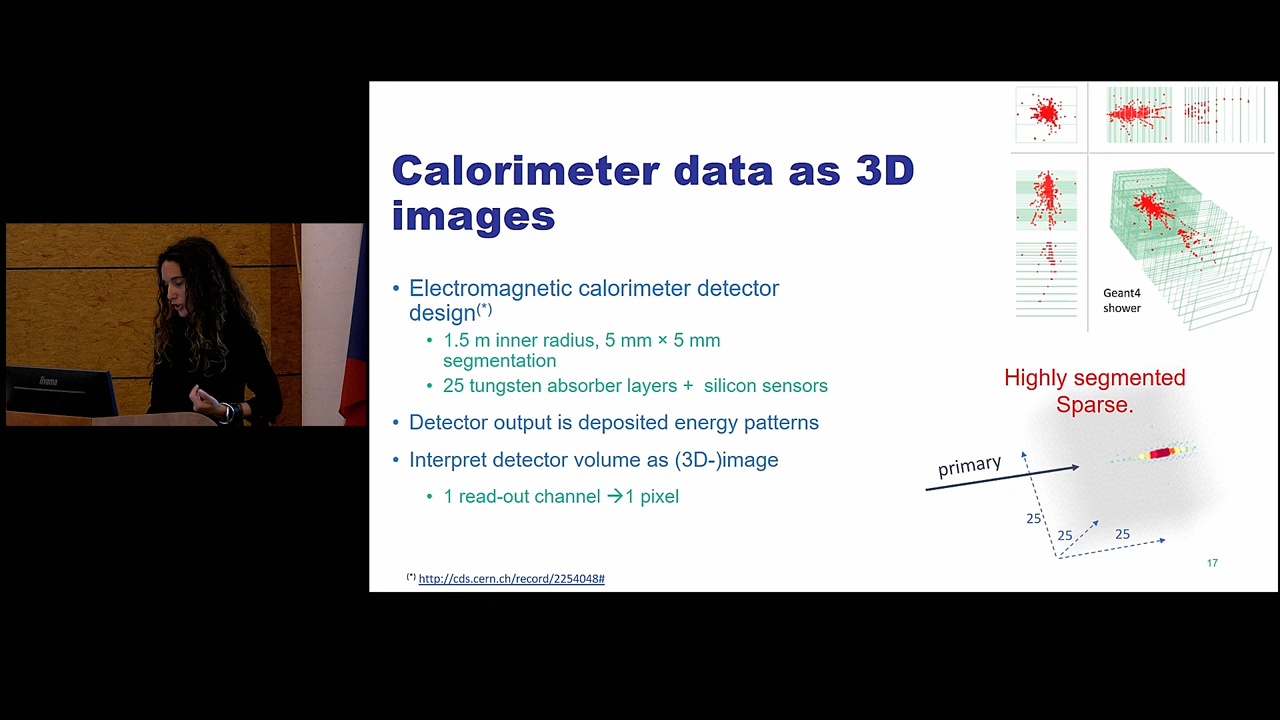 Calorimeter data as 3D
images
• Electromagnetic calorimeter detector
design(*)
• 1.5 m inner radius, 5 mm × 5 mm
segmentation
• 25 tungsten absorber layers + silicon sensors
• Detector output is deposited energy patterns
• Interpret detector volume as (3D-)image
• 1 read-out channel →1 pixel
(*) http://cds.cern.ch/record/2254048#
Geant4
shower
Highly segmented
Sparse.
primary
25
25
25
17
iiyama